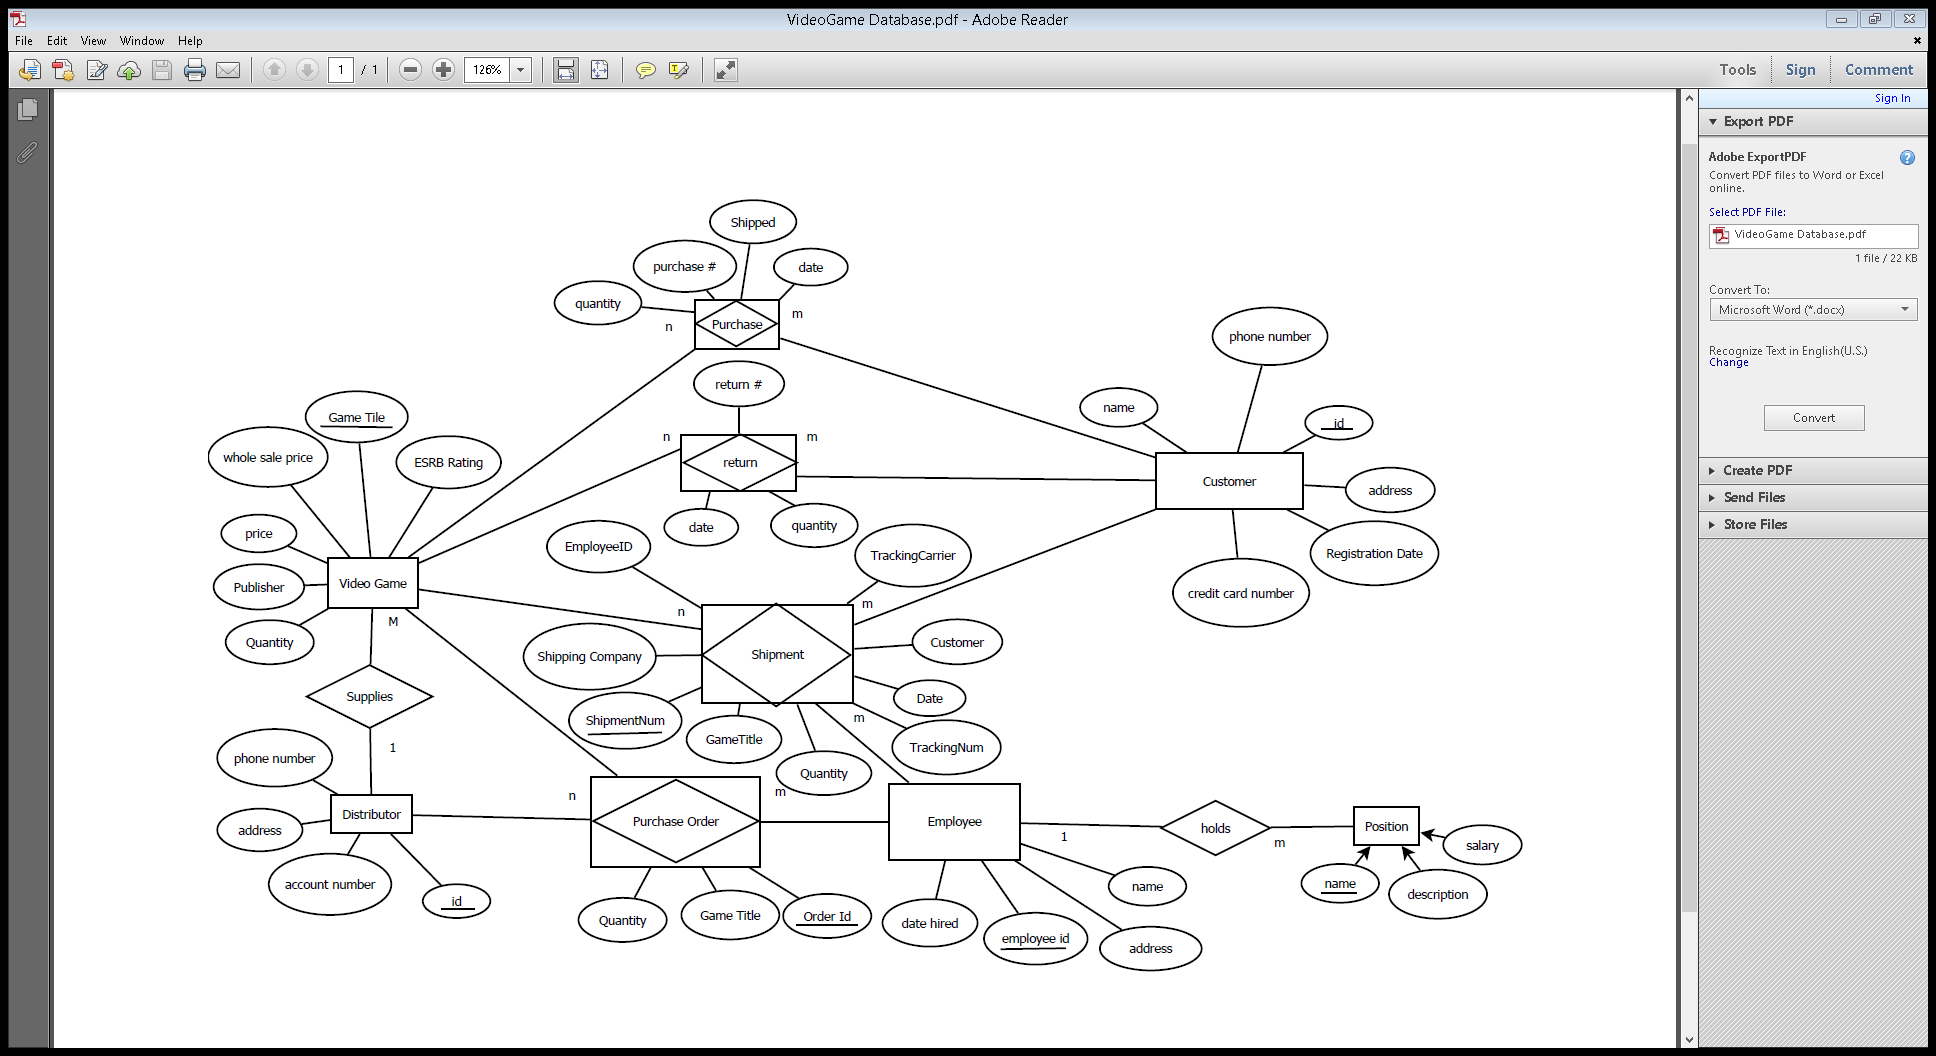 VideoGame Database.pdf - Adobe Reader
File Edit View Window Help
1 / 1
126%
Tools Sign Comment
Sign In
Export PDF
Adobe ExportPDF
Convert PDF files to Word or Excel
online.
Select PDF File:
VideoGame Database.pdf
1 file / 22 KB
Convert To:
Microsoft Word (*.docx)
Recognize Text in English(U.S.)
Change
Convert
Create PDF
Send Files
Store Files
Shipped
purchase #
date
quantity
Purchase
n
m
return #
n
m
return
date
quantity
phone number
name
id
Customer
address
Registration Date
credit card number
Game Tile
whole sale price
ESRB Rating
price
Publisher
Video Game
Quantity
M
Supplies
1
EmployeeID
TrackingCarrier
n
m
Shipping Company
Shipment
Customer
Date
ShipmentNum
GameTitle
Quantity
m
TrackingNum
phone number
Distributor
address
account number
id
n
m
Purchase Order
Quantity
Game Title
Order Id
Employee
1
holds
m
Position
name
date hired
employee id
address
salary
name
description